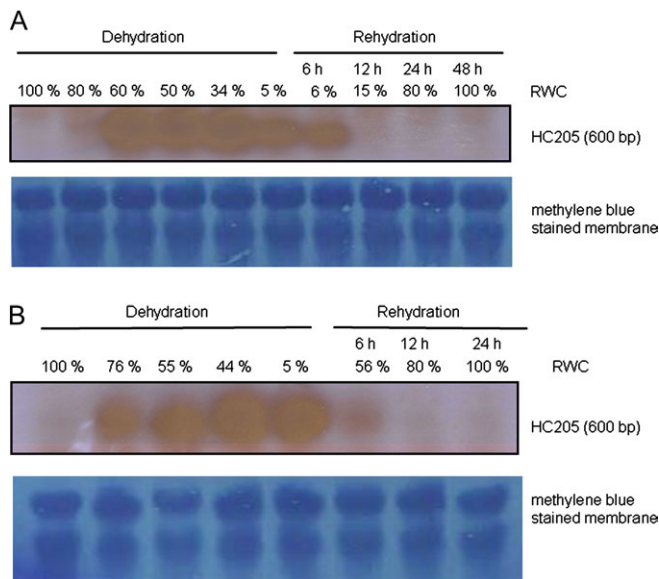 A
Dehydration Rehydration
6 h 12 h 24 h 48 h
100 % 80 % 60 % 50 % 34 % 5 % 6 % 15 % 80 % 100 % RWC
HC205 (600 bp)
methylene blue
stained membrane
B
Dehydration Rehydration
6 h 12 h 24 h
100 % 76 % 55 % 44 % 5 % 56 % 80 % 100 % RWC
HC205 (600 bp)
methylene blue
stained membrane